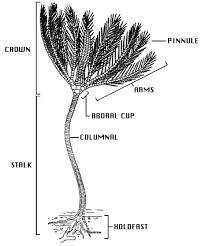 CROWN
PINNULE
ARMS
ABORAL CUP
COLUMNAL
STALK
HOLDFAST